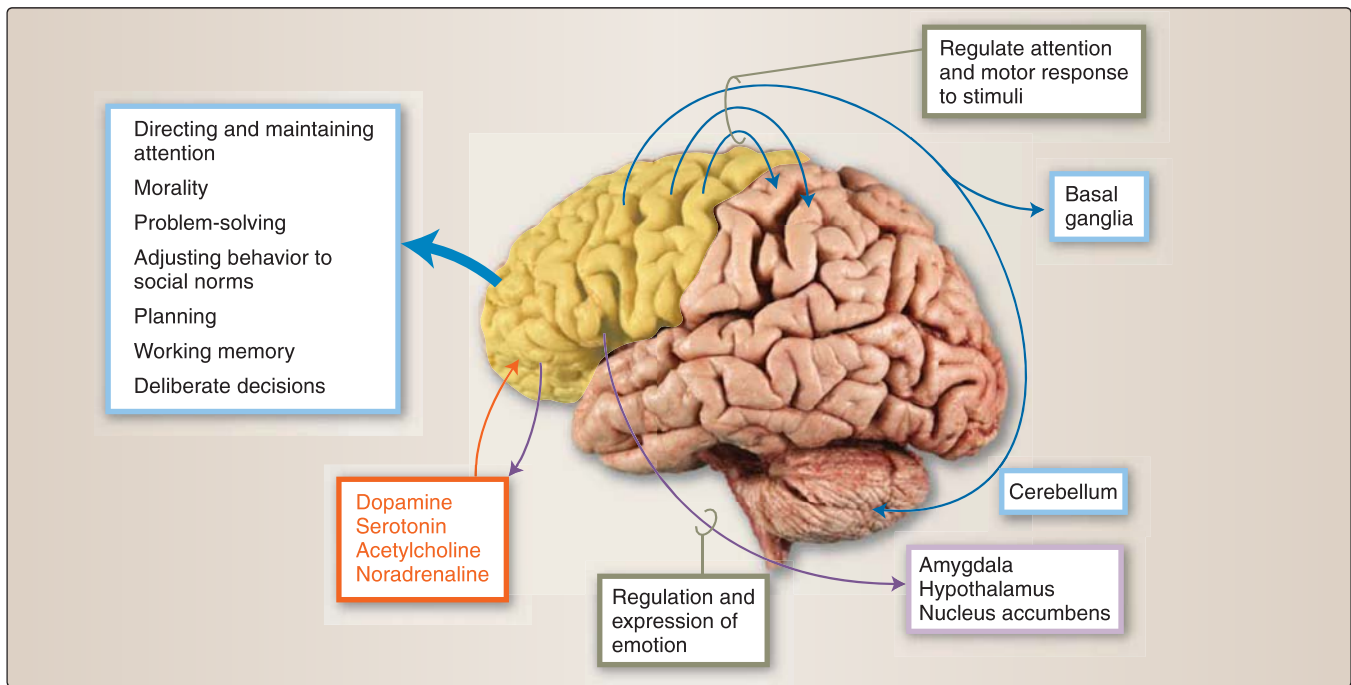 Regulate attention
and motor response
to stimuli
Directing and maintaining
attention
Morality
Problem-solving
Adjusting behavior to
social norms
Planning
Working memory
Deliberate decisions
Basal
ganglia
Dopamine
Serotonin
Acetylcholine
Noradrenaline
Cerebellum
Regulation and
expression of
emotion
Amygdala
Hypothalamus
Nucleus accumbens